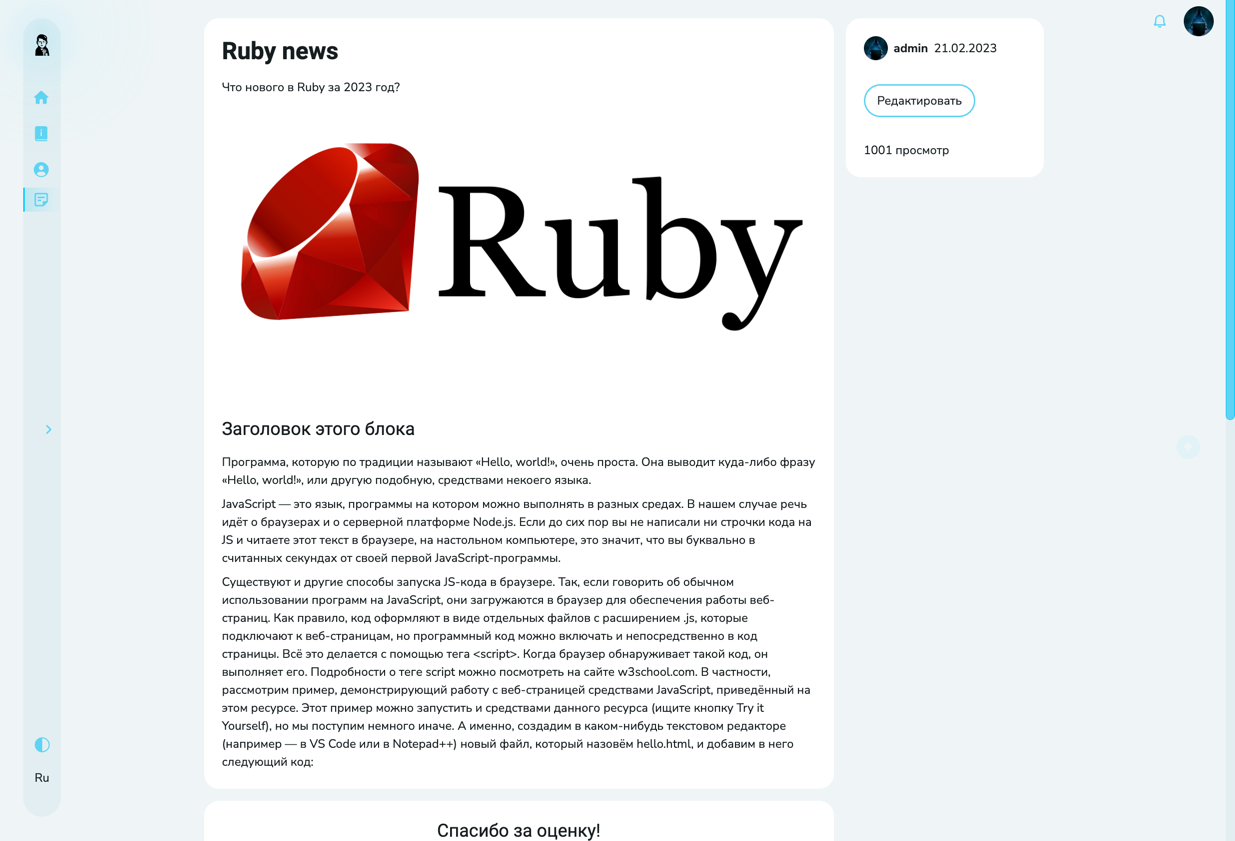 Ruby news
Что нового в Ruby за 2023 год?
Ruby
Заголовок этого блока
Программа, которую по традиции называют «Hello, world!», очень проста. Она выводит куда-либо фразу
«Hello, world!», или другую подобную, средствами некоего языка.
JavaScript — это язык, программы на котором можно выполнять в разных средах. В нашем случае речь
идёт о браузерах и о серверной платформе Node.js. Если до сих пор вы не написали ни строчки кода на
JS и читаете этот текст в браузере, на настольном компьютере, это значит, что вы буквально в
считанных секундах от своей первой JavaScript-программы.
Существуют и другие способы запуска JS-кода в браузере. Так, если говорить об обычном
использовании программ на JavaScript, они загружаются в браузер для обеспечения работы веб-
страниц. Как правило, код оформляют в виде отдельных файлов с расширением .js, которые
подключают к веб-страницам, но программный код можно включать и непосредственно в код
страницы. Всё это делается с помощью тега <script>. Когда браузер обнаруживает такой код, он
выполняет его. Подробности о теге script можно посмотреть на сайте w3school.com. В частности,
рассмотрим пример, демонстрирующий работу с веб-страницей средствами JavaScript, приведённый на
этом ресурсе. Этот пример можно запустить и средствами данного ресурса (ищите кнопку Try it
Yourself), но мы поступим немного иначе. А именно, создадим в каком-нибудь текстовом редакторе
(например — в VS Code или в Notepad++) новый файл, который назовём hello.html, и добавим в него
следующий код:
Спасибо за оценку!
admin 21.02.2023
Редактировать
1001 просмотр
Ru